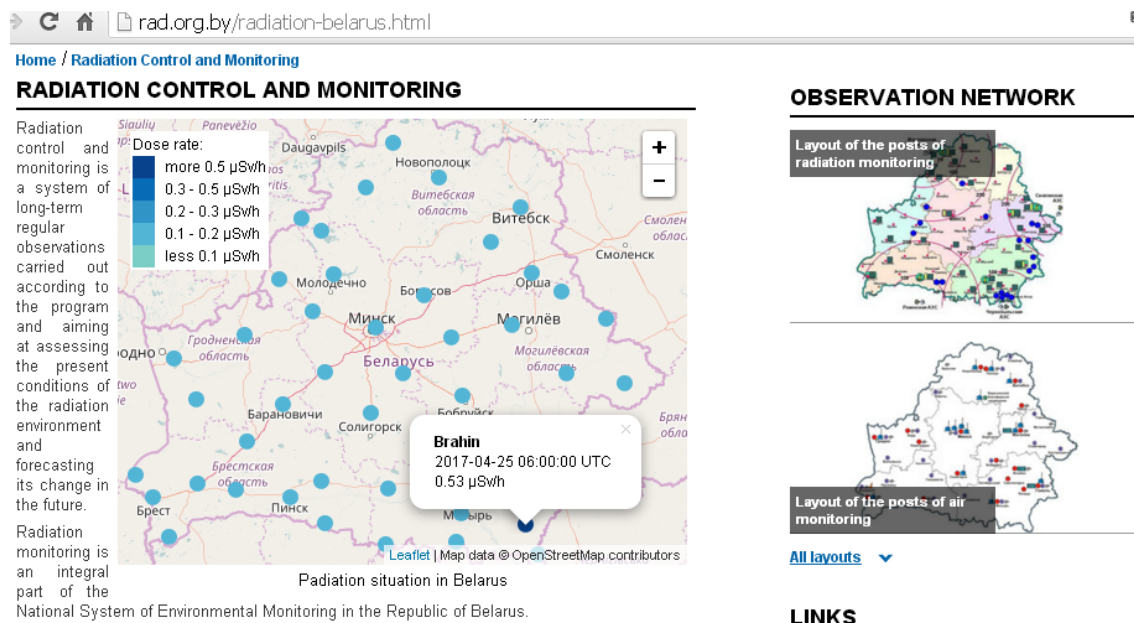 rad.org.by/radiation-belarus.html
Home / Radiation Control and Monitoring
RADIATION CONTROL AND MONITORING
Radiation
control and
monitoring is
a system of
long-term
regular
observations
carried out
according to
the program
and aiming
at assessing
the present
conditions of
the radiation
environment
and
forecasting
its change in
the future.
Radiation
monitoring is
an integral
part of the
National System of Environmental Monitoring in the Republic of Belarus.
Siaulių
Panevėžio
Daugavpils
Dose rate:
more 0.5 µSv/h
0.3 - 0.5 µSv/h
0.2 - 0.3 µSv/h
0.1 - 0.2 µSv/h
less 0.1 µSv/h
+
−
Новополоцк
Витебская
область
Витебск
Смоленск
Молодечно
Борисов
Орша
Минск
Могилёв
Гродненская
область
Беларусь
Могилёвская
область
Барановичи
Солигорск
Бобруйск
Брестская
область
Брест
Пинск
Brahin
2017-04-25 06:00:00 UTC
0.53 µSv/h
×
Leaflet | Map data © OpenStreetMap contributors
Padiation situation in Belarus
OBSERVATION NETWORK
Layout of the posts of
radiation monitoring
Layout of the posts of air
monitoring
All layouts
LINKS